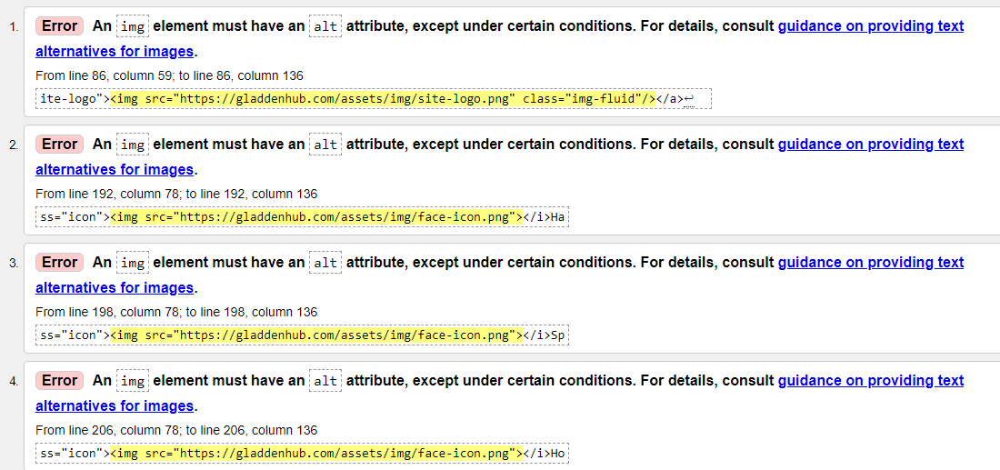 1. Error An img element must have an alt attribute, except under certain conditions. For details, consult guidance on providing text
alternatives for images.
From line 86, column 59; to line 86, column 136
ite-logo"><img src="https://gladdenhub.com/assets/img/site-logo.png" class="img-fluid"/></a>↩
2. Error An img element must have an alt attribute, except under certain conditions. For details, consult guidance on providing text
alternatives for images.
From line 192, column 78; to line 192, column 136
ss="icon"><img src="https://gladdenhub.com/assets/img/face-icon.png"></i>Ha
3. Error An img element must have an alt attribute, except under certain conditions. For details, consult guidance on providing text
alternatives for images.
From line 198, column 78; to line 198, column 136
ss="icon"><img src="https://gladdenhub.com/assets/img/face-icon.png"></i>Sp
4. Error An img element must have an alt attribute, except under certain conditions. For details, consult guidance on providing text
alternatives for images.
From line 206, column 78; to line 206, column 136
ss="icon"><img src="https://gladdenhub.com/assets/img/face-icon.png"></i>Ho